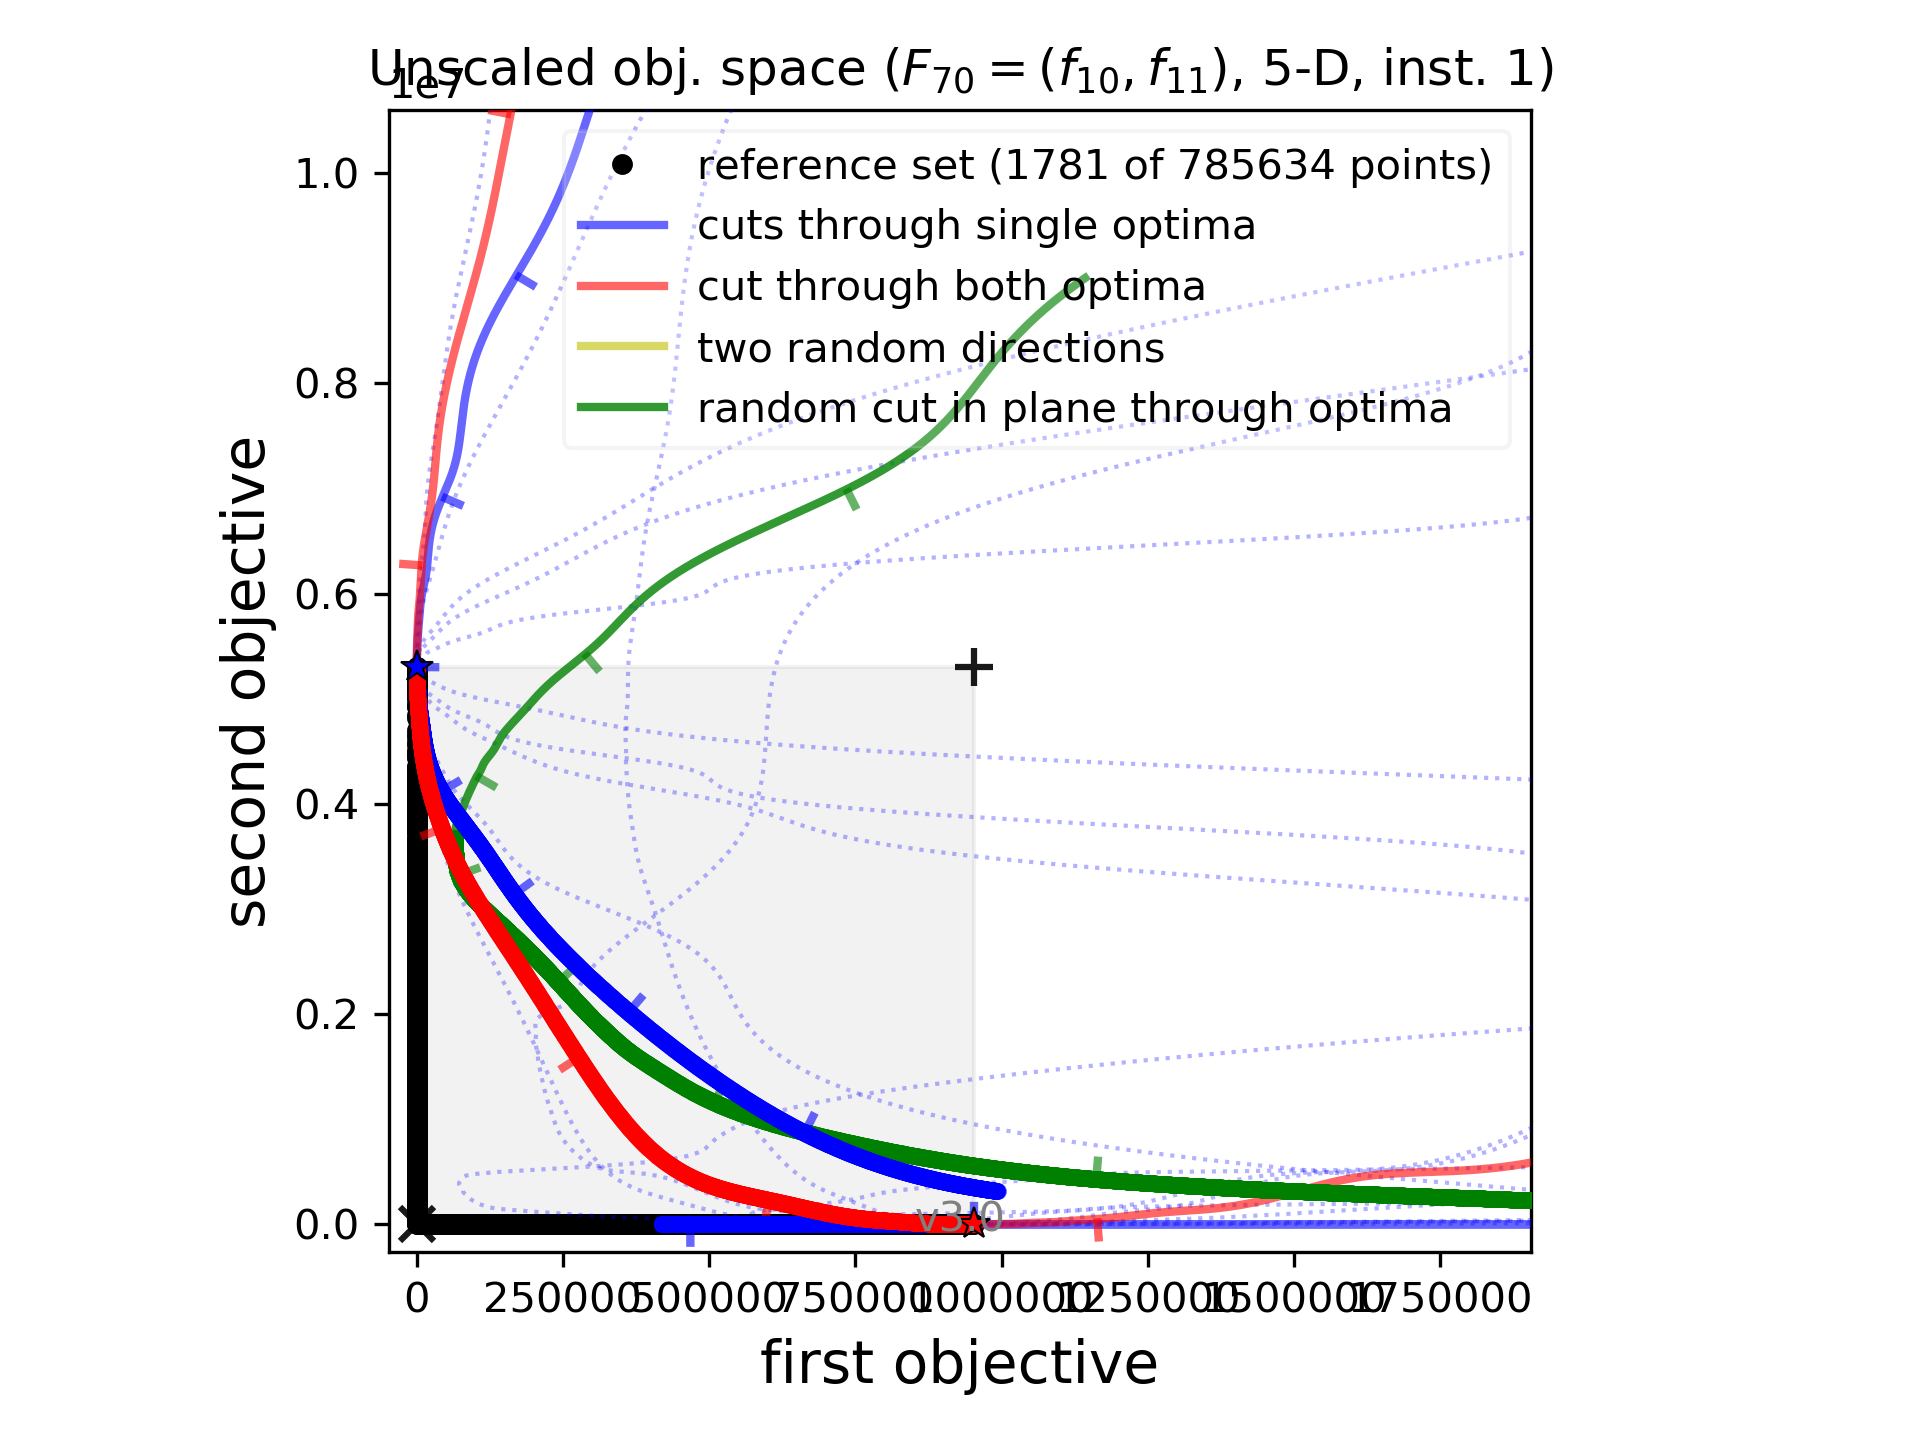 Unscaled obj. space (F70 = (f10, f11), 5-D, inst. 1)
1e7
reference set (1781 of 785634 points)
cuts through single optima
cut through both optima
two random directions
random cut in plane through optima
1.0
0.8
0.6
0.4
0.2
0.0
second objective
v3.0
0 250000 500000 750000 1000000 1250000 1500000 1750000
first objective